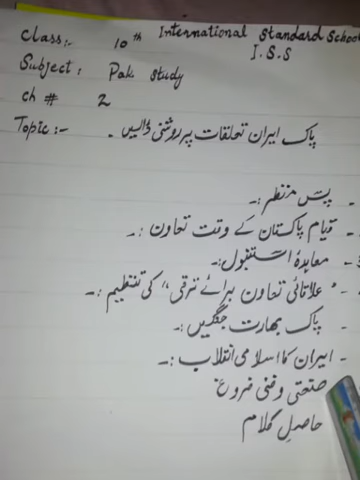 Class:- 10th International Standard School
I.S.S
Subject: Pak Study
Ch # 2
Topic:- پاک ایران تعلقات پر روشنی ڈالیں۔
- پس منظر:-
- قیام پاکستان کے وقت تعاون:-
- معاہدۂ استنبول:-
- "علاقائی تعاون برائے ترقی" کی تنظیم:-
- پاک بھارت جنگیں:-
- ایران کا اسلامی انقلاب:-
صنعتی و فنی فروغ
حاصل کلام